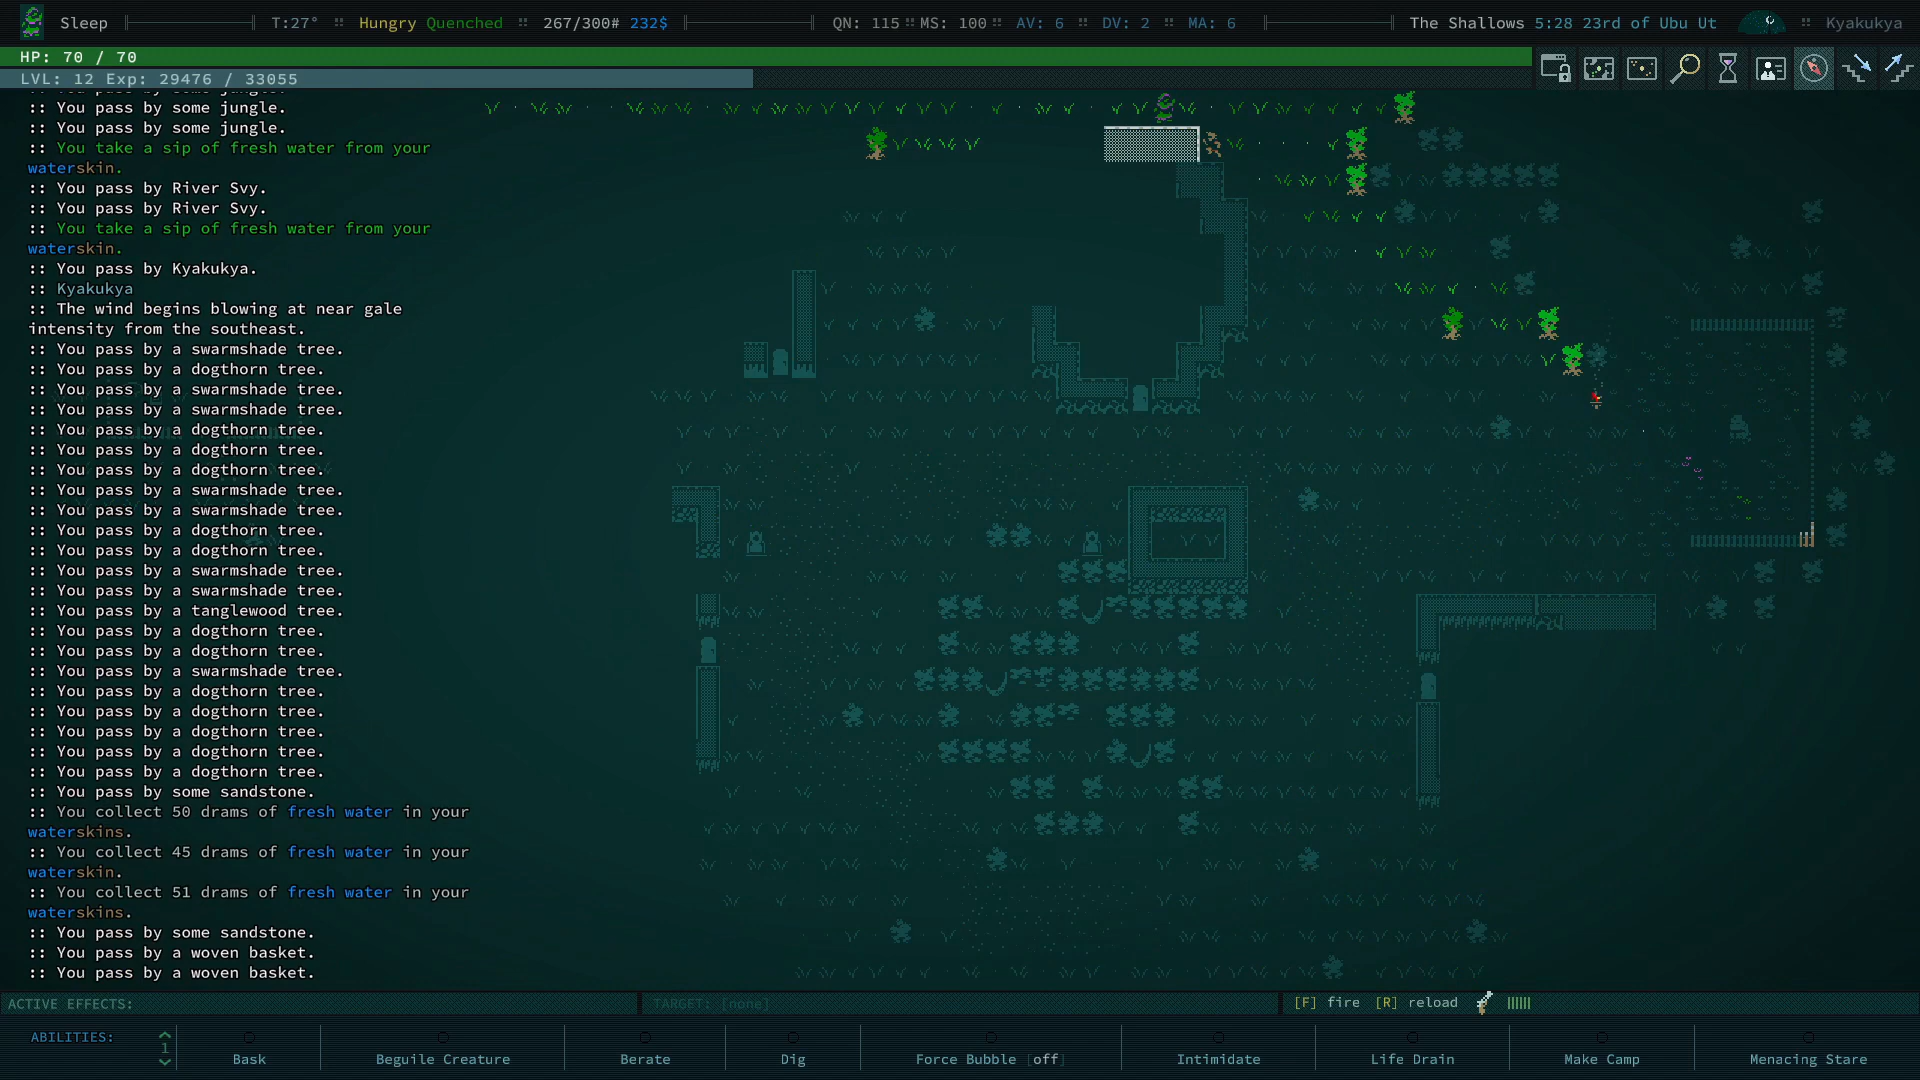 Sleep T:27° :: Hungry Quenched :: 267/300# 232$ QN: 115 :: MS: 100 :: AV: 6 :: DV: 2 :: MA: 6 The Shallows 5:28 23rd of Ubu Ut :: Kyakukya
HP: 70 / 70
LVL: 12 Exp: 29476 / 33055
:: You pass by some jungle.
:: You pass by some jungle.
:: You pass by some jungle.
:: You take a sip of fresh water from your
waterskin.
:: You pass by River Svy.
:: You pass by River Svy.
:: You take a sip of fresh water from your
waterskin.
:: You pass by Kyakukya.
:: Kyakukya
:: The wind begins blowing at near gale
intensity from the southeast.
:: You pass by a swarmshade tree.
:: You pass by a dogthorn tree.
:: You pass by a swarmshade tree.
:: You pass by a swarmshade tree.
:: You pass by a dogthorn tree.
:: You pass by a dogthorn tree.
:: You pass by a dogthorn tree.
:: You pass by a swarmshade tree.
:: You pass by a swarmshade tree.
:: You pass by a dogthorn tree.
:: You pass by a dogthorn tree.
:: You pass by a swarmshade tree.
:: You pass by a swarmshade tree.
:: You pass by a tanglewood tree.
:: You pass by a dogthorn tree.
:: You pass by a dogthorn tree.
:: You pass by a swarmshade tree.
:: You pass by a dogthorn tree.
:: You pass by a dogthorn tree.
:: You pass by a dogthorn tree.
:: You pass by a dogthorn tree.
:: You pass by a dogthorn tree.
:: You pass by some sandstone.
:: You collect 50 drams of fresh water in your
waterskins.
:: You collect 45 drams of fresh water in your
waterskin.
:: You collect 51 drams of fresh water in your
waterskins.
:: You pass by some sandstone.
:: You pass by a woven basket.
:: You pass by a woven basket.
ACTIVE EFFECTS: TARGET: [none] [F] fire [R] reload
ABILITIES: 1 Bask Beguile Creature Berate Dig Force Bubble [off] Intimidate Life Drain Make Camp Menacing Stare